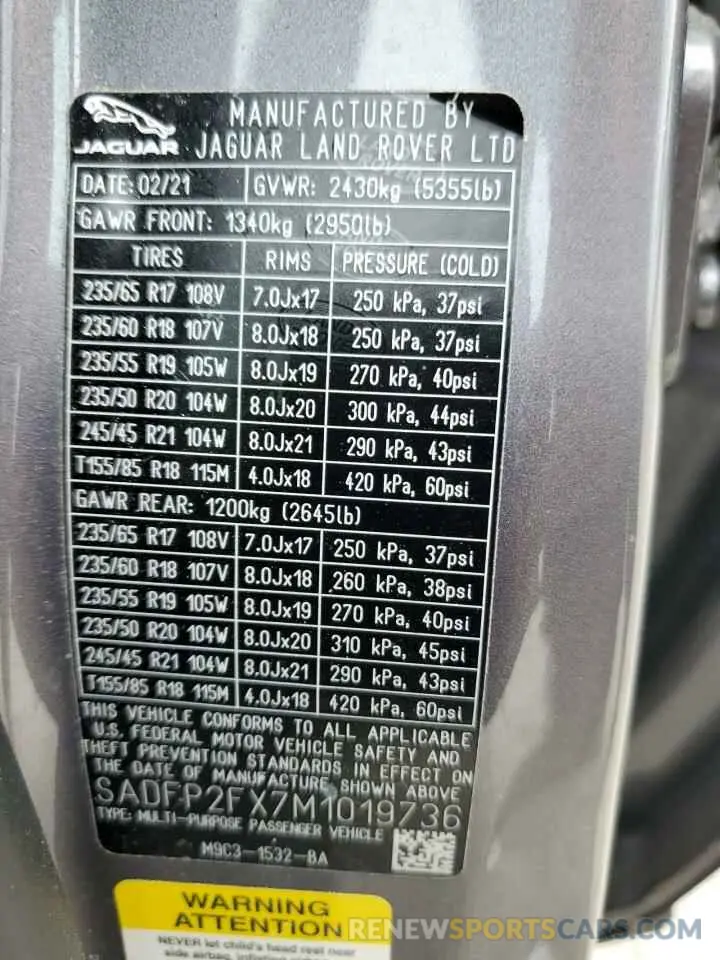 JAGUAR
MANUFACTURED BY
JAGUAR LAND ROVER LTD
DATE: 02/21 GVWR: 2430kg (5355lb)
GAWR FRONT: 1340kg (2950lb)
TIRES RIMS PRESSURE (COLD)
235/65 R17 108V 7.0Jx17 250 kPa, 37psi
235/60 R18 107V 8.0Jx18 250 kPa, 37psi
235/55 R19 105W 8.0Jx19 270 kPa, 40psi
235/50 R20 104W 8.0Jx20 300 kPa, 44psi
245/45 R21 104W 8.0Jx21 290 kPa, 43psi
T155/85 R18 115M 4.0Jx18 420 kPa, 60psi
GAWR REAR: 1200kg (2645lb)
235/65 R17 108V 7.0Jx17 250 kPa, 37psi
235/60 R18 107V 8.0Jx18 260 kPa, 38psi
235/55 R19 105W 8.0Jx19 270 kPa, 40psi
235/50 R20 104W 8.0Jx20 310 kPa, 45psi
245/45 R21 104W 8.0Jx21 290 kPa, 43psi
T155/85 R18 115M 4.0Jx18 420 kPa, 60psi
THIS VEHICLE CONFORMS TO ALL APPLICABLE
U.S. FEDERAL MOTOR VEHICLE SAFETY AND
THEFT PREVENTION STANDARDS IN EFFECT ON
THE DATE OF MANUFACTURE SHOWN ABOVE
SADFP2FX7M1019736
TYPE: MULTI-PURPOSE PASSENGER VEHICLE
M9C3-1532-BA
WARNING
ATTENTION
NEVER let child's head rest near
side airbag,
RENEWSPORTSCARS.COM